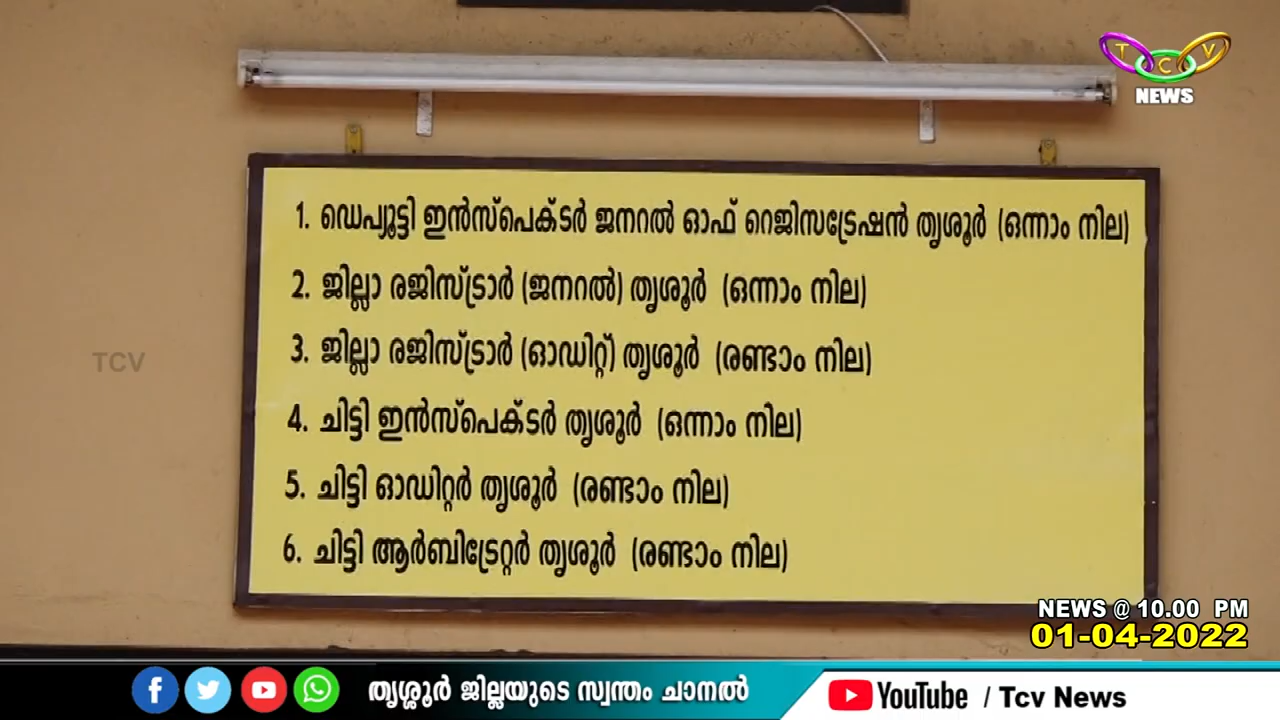 T C V
NEWS
1. ഡെപ്യൂട്ടി ഇൻസ്പെക്ടർ ജനറൽ ഓഫ് റെജിസട്രേഷൻ തൃശൂർ (ഒന്നാം നില)
2. ജില്ലാ രജിസ്ട്രാർ (ജനറൽ) തൃശൂർ (ഒന്നാം നില)
3. ജില്ലാ രജിസ്ട്രാർ (ഓഡിറ്റ്) തൃശൂർ (രണ്ടാം നില)
TCV
4. ചിട്ടി ഇൻസ്പെക്ടർ തൃശൂർ (ഒന്നാം നില)
5. ചിട്ടി ഓഡിറ്റർ തൃശൂർ (രണ്ടാം നില)
6. ചിട്ടി ആർബിട്രേറ്റർ തൃശൂർ (രണ്ടാം നില)
NEWS @ 10.00 PM
01-04-2022
തൃശ്ശൂർ ജില്ലയുടെ സ്വന്തം ചാനൽ
YouTube / Tcv News